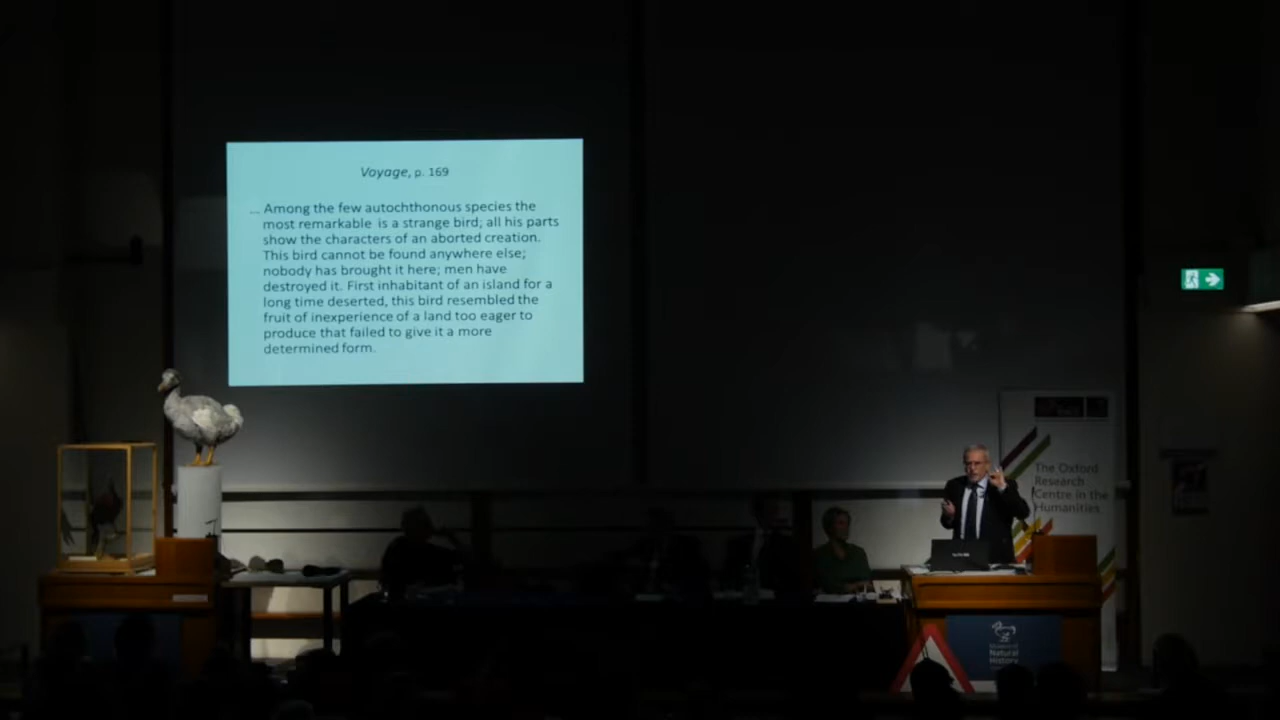 Voyage, p. 169
Among the few autochthonous species the
most remarkable is a strange bird; all his parts
show the characters of an aborted creation.
This bird cannot be found anywhere else;
nobody has brought it here; men have
destroyed it. First inhabitant of an island for a
long time deserted, this bird resembled the
fruit of inexperience of a land too eager to
produce that failed to give it a more
determined form.
The Oxford
Research
Centre in the
Humanities
Natural
History